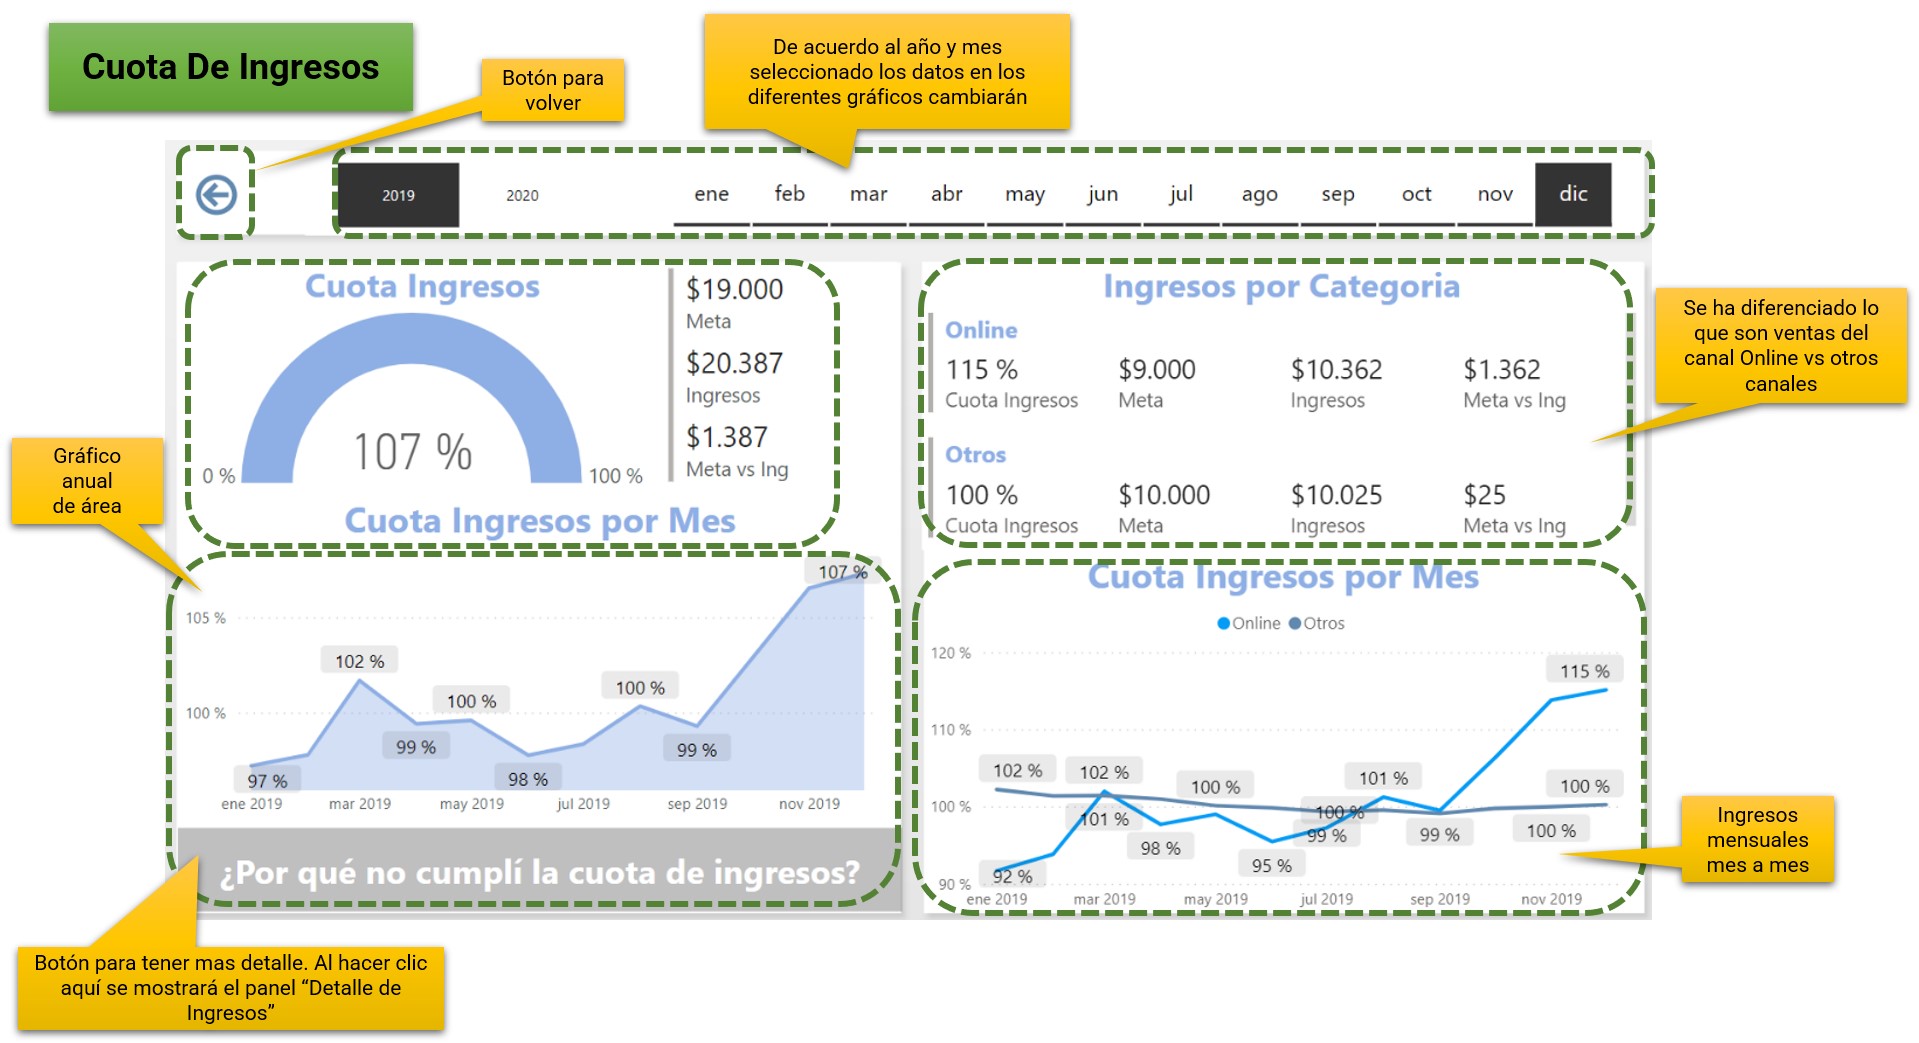 Cuota De Ingresos
Botón para
volver
De acuerdo al año y mes
seleccionado los datos en los
diferentes gráficos cambiarán
2019
2020
ene
feb
mar
abr
may
jun
jul
ago
sep
oct
nov
dic
Cuota Ingresos
107 %
0 %
100 %
$19.000
Meta
$20.387
Ingresos
$1.387
Meta vs Ing
Ingresos por Categoria
Online
115 %
$9.000
$10.362
$1.362
Cuota Ingresos
Meta
Ingresos
Meta vs Ing
Otros
100 %
$10.000
$10.025
$25
Cuota Ingresos
Meta
Ingresos
Meta vs Ing
Se ha diferenciado lo
que son ventas del
canal Online vs otros
canales
Gráfico
anual
de área
Cuota Ingresos por Mes
105 %
100 %
97 %
102 %
99 %
100 %
98 %
100 %
99 %
107 %
ene 2019
mar 2019
may 2019
jul 2019
sep 2019
nov 2019
¿Por qué no cumplí la cuota de ingresos?
Cuota Ingresos por Mes
Online
Otros
120 %
110 %
100 %
90 %
102 %
102 %
100 %
101 %
115 %
100 %
101 %
100 %
99 %
99 %
100 %
98 %
95 %
92 %
ene 2019
mar 2019
may 2019
jul 2019
sep 2019
nov 2019
Ingresos
mensuales
mes a mes
Botón para tener mas detalle. Al hacer clic
aquí se mostrará el panel “Detalle de
Ingresos”